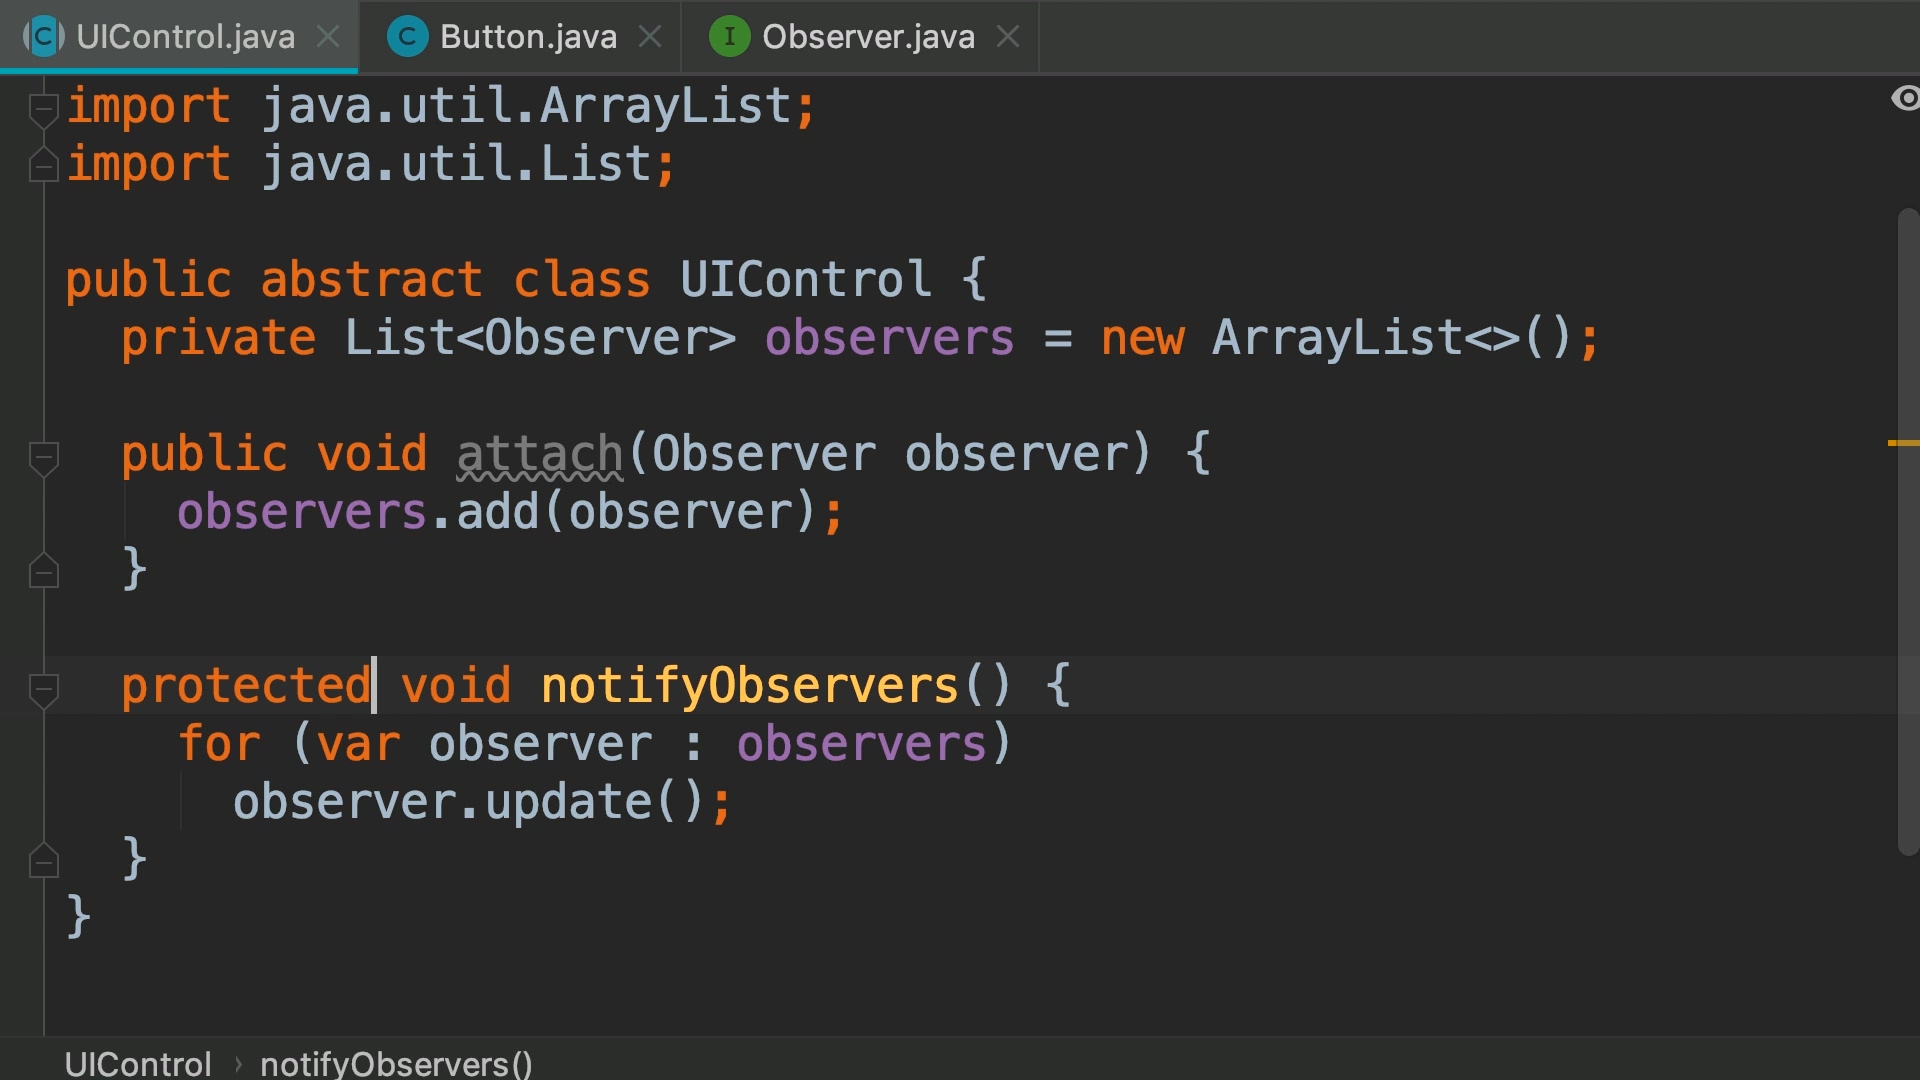 UIControl.java Button.java Observer.java
import java.util.ArrayList;
import java.util.List;
public abstract class UIControl {
private List<Observer> observers = new ArrayList<>();
public void attach(Observer observer) {
observers.add(observer);
}
protected void notifyObservers() {
for (var observer : observers)
observer.update();
}
}
UIControl › notifyObservers()